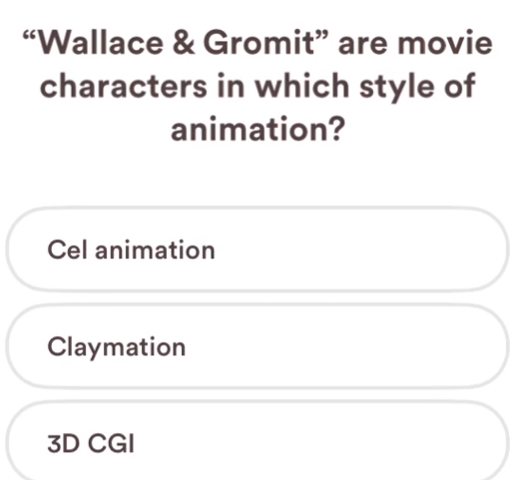 “Wallace & Gromit” are movie
characters in which style of
animation?
Cel animation
Claymation
3D CGI